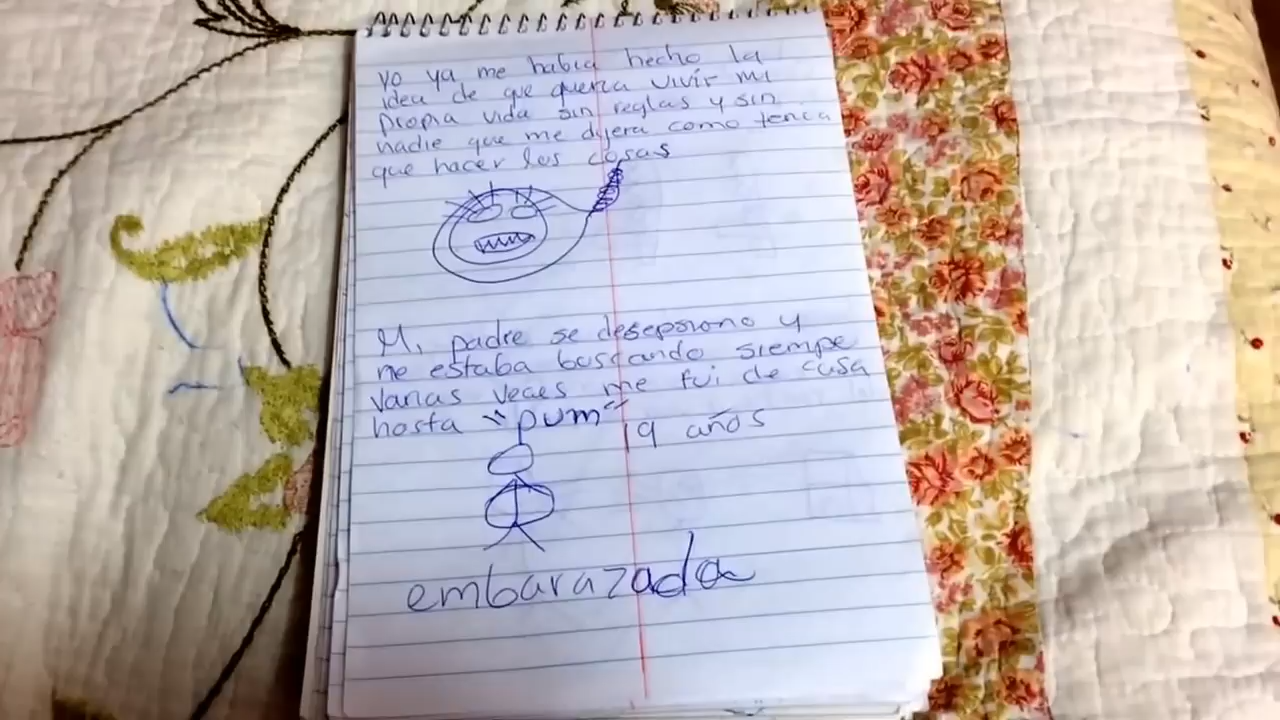 yo ya me habia hecho la
idea de que queria vivir mi
propia vida sin reglas y sin
nadie que me dijera como tenia
que hacer las cosas
Mi padre se desepsiono y
me estaba buscando siempe
varias veces me fui de casa
hasta "pum" 19 años
embarazada